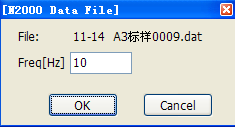 [N2000 Data File]
File: 11-14 A3标样0009.dat
Freq[Hz] 10
OK Cancel